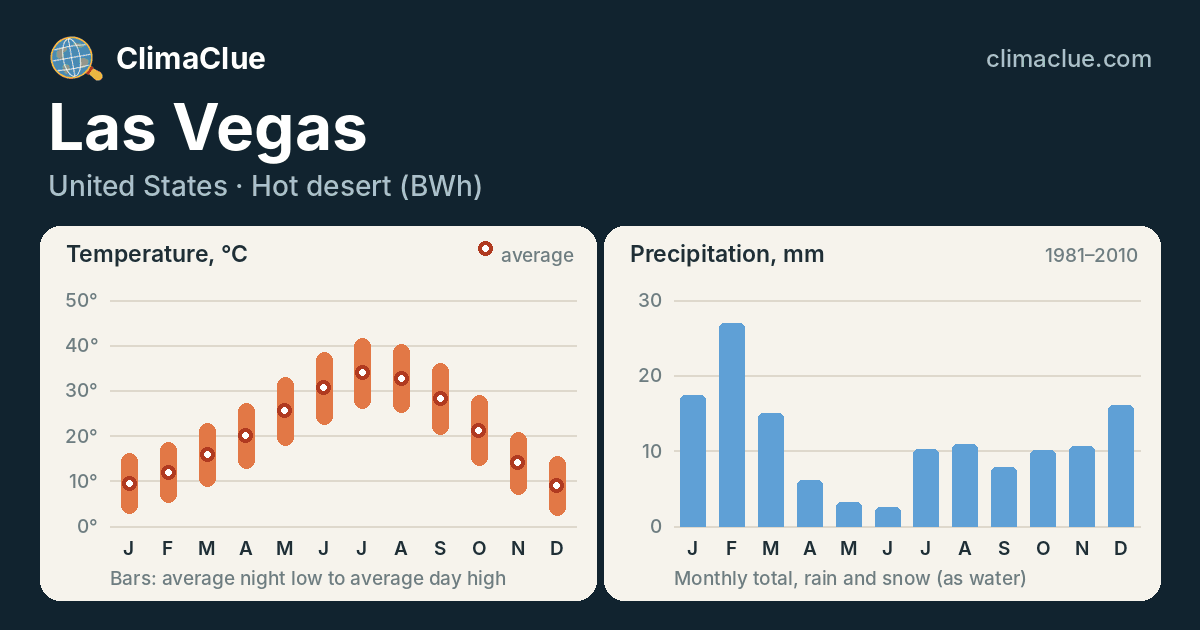 ClimaClue
climaclue.com
Las Vegas
United States · Hot desert (BWh)
Temperature, °C
average
50°
40°
30°
20°
10°
0°
J F M A M J J A S O N D
Bars: average night low to average day high
Precipitation, mm
1981–2010
30
20
10
0
J F M A M J J A S O N D
Monthly total, rain and snow (as water)